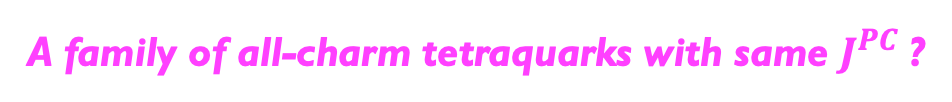 A family of all-charm tetraquarks with same J^{PC} ?